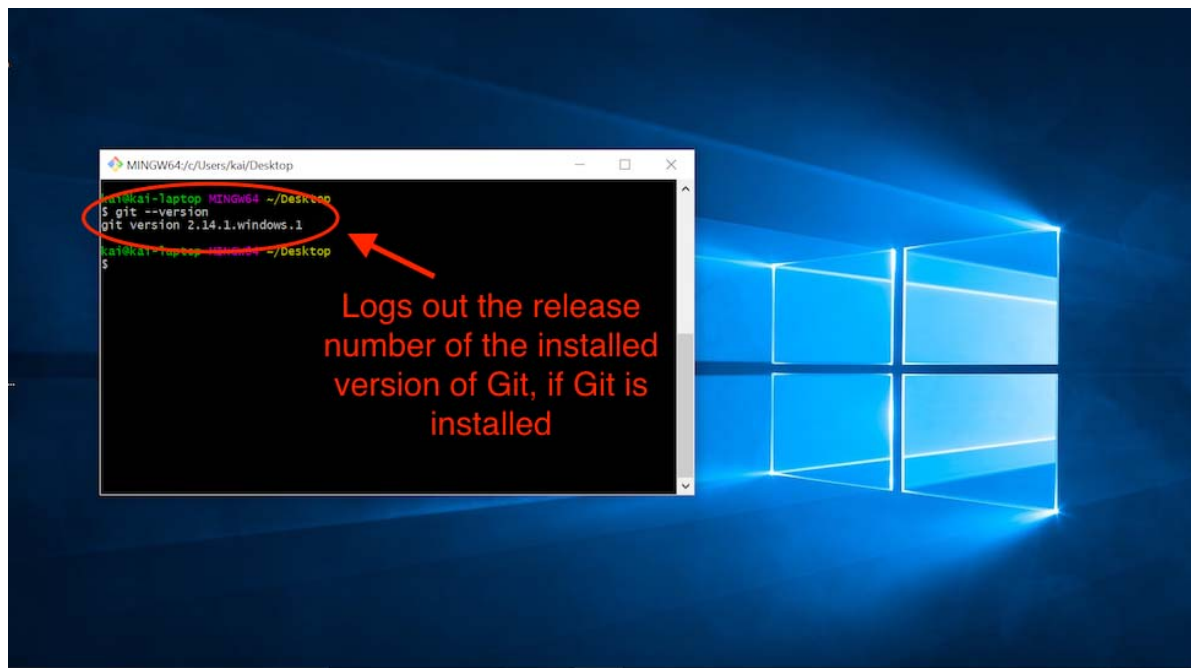 MINGW64:/c/Users/kai/Desktop
kai@kai-laptop MINGW64 ~/Desktop
$ git --version
git version 2.14.1.windows.1
kai@kai-laptop MINGW64 ~/Desktop
$
Logs out the release
number of the installed
version of Git, if Git is
installed